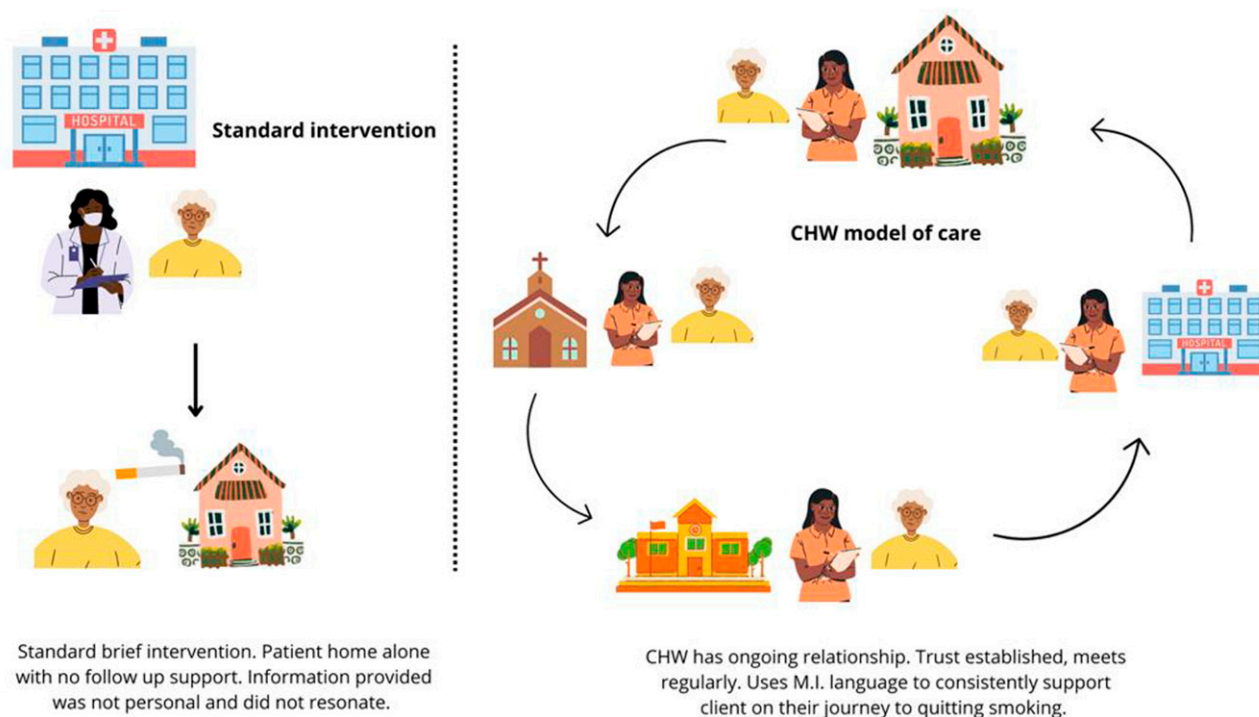 HOSPITAL
Standard intervention
Standard brief intervention. Patient home alone
with no follow up support. Information provided
was not personal and did not resonate.
CHW model of care
HOSPITAL
CHW has ongoing relationship. Trust established, meets
regularly. Uses M.I. language to consistently support
client on their journey to quitting smoking.